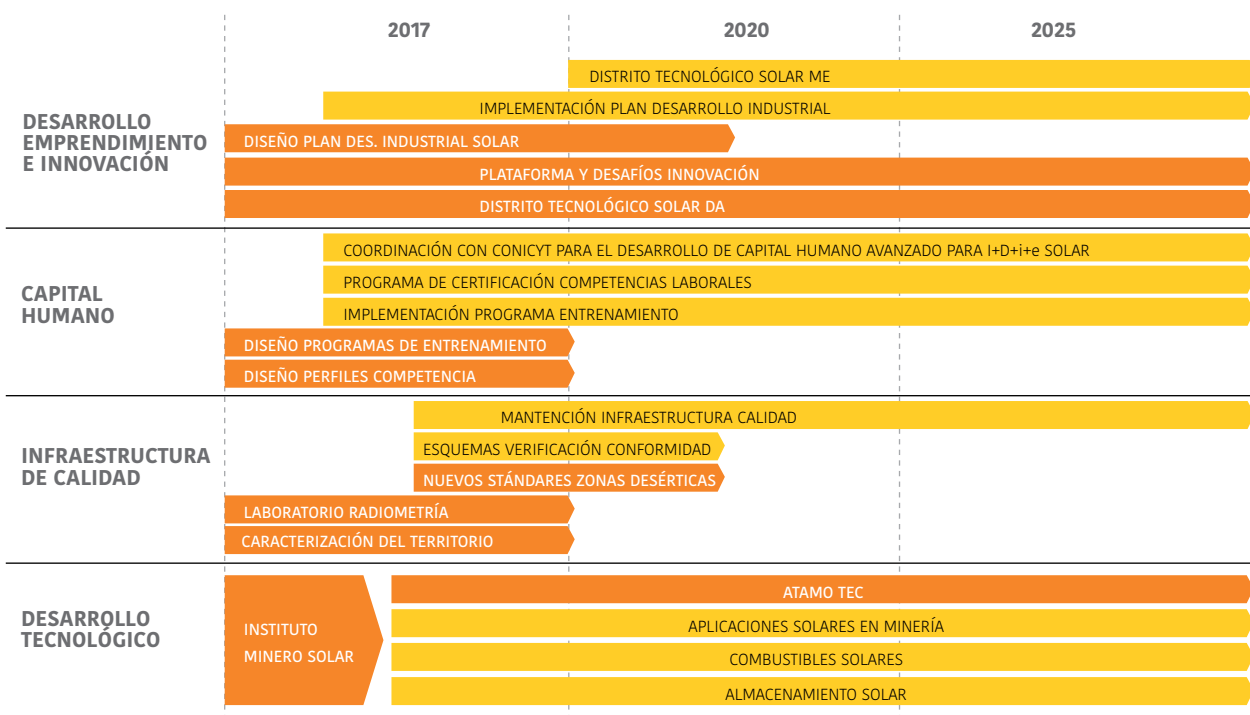 2017
2020
2025
DESARROLLO
EMPRENDIMIENTO
E INNOVACIÓN
DISTRITO TECNOLÓGICO SOLAR ME
IMPLEMENTACIÓN PLAN DESARROLLO INDUSTRIAL
DISEÑO PLAN DES. INDUSTRIAL SOLAR
PLATAFORMA Y DESAFÍOS INNOVACIÓN
DISTRITO TECNOLÓGICO SOLAR DA
CAPITAL
HUMANO
COORDINACIÓN CON CONICYT PARA EL DESARROLLO DE CAPITAL HUMANO AVANZADO PARA I+D+i+e SOLAR
PROGRAMA DE CERTIFICACIÓN COMPETENCIAS LABORALES
IMPLEMENTACIÓN PROGRAMA ENTRENAMIENTO
DISEÑO PROGRAMAS DE ENTRENAMIENTO
DISEÑO PERFILES COMPETENCIA
INFRAESTRUCTURA
DE CALIDAD
MANTENCIÓN INFRAESTRUCTURA CALIDAD
ESQUEMAS VERIFICACIÓN CONFORMIDAD
NUEVOS STÁNDARES ZONAS DESÉRTICAS
LABORATORIO RADIOMETRÍA
CARACTERIZACIÓN DEL TERRITORIO
DESARROLLO
TECNOLÓGICO
INSTITUTO
MINERO SOLAR
ATAMO TEC
APLICACIONES SOLARES EN MINERÍA
COMBUSTIBLES SOLARES
ALMACENAMIENTO SOLAR